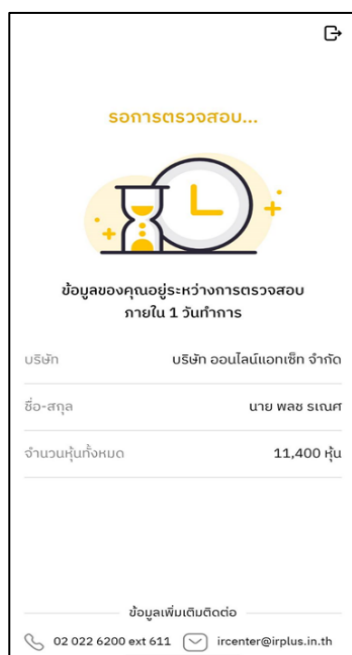 รอการตรวจสอบ...
ข้อมูลของคุณอยู่ระหว่างการตรวจสอบ
ภายใน 1 วันทำการ
บริษัท บริษัท ออนไลน์แอทเซ็ท จำกัด
ชื่อ-สกุล นาย พลช ระเณศ
จำนวนหุ้นทั้งหมด 11,400 หุ้น
ข้อมูลเพิ่มเติมติดต่อ
02 022 6200 ext 611 ircenter@irplus.in.th